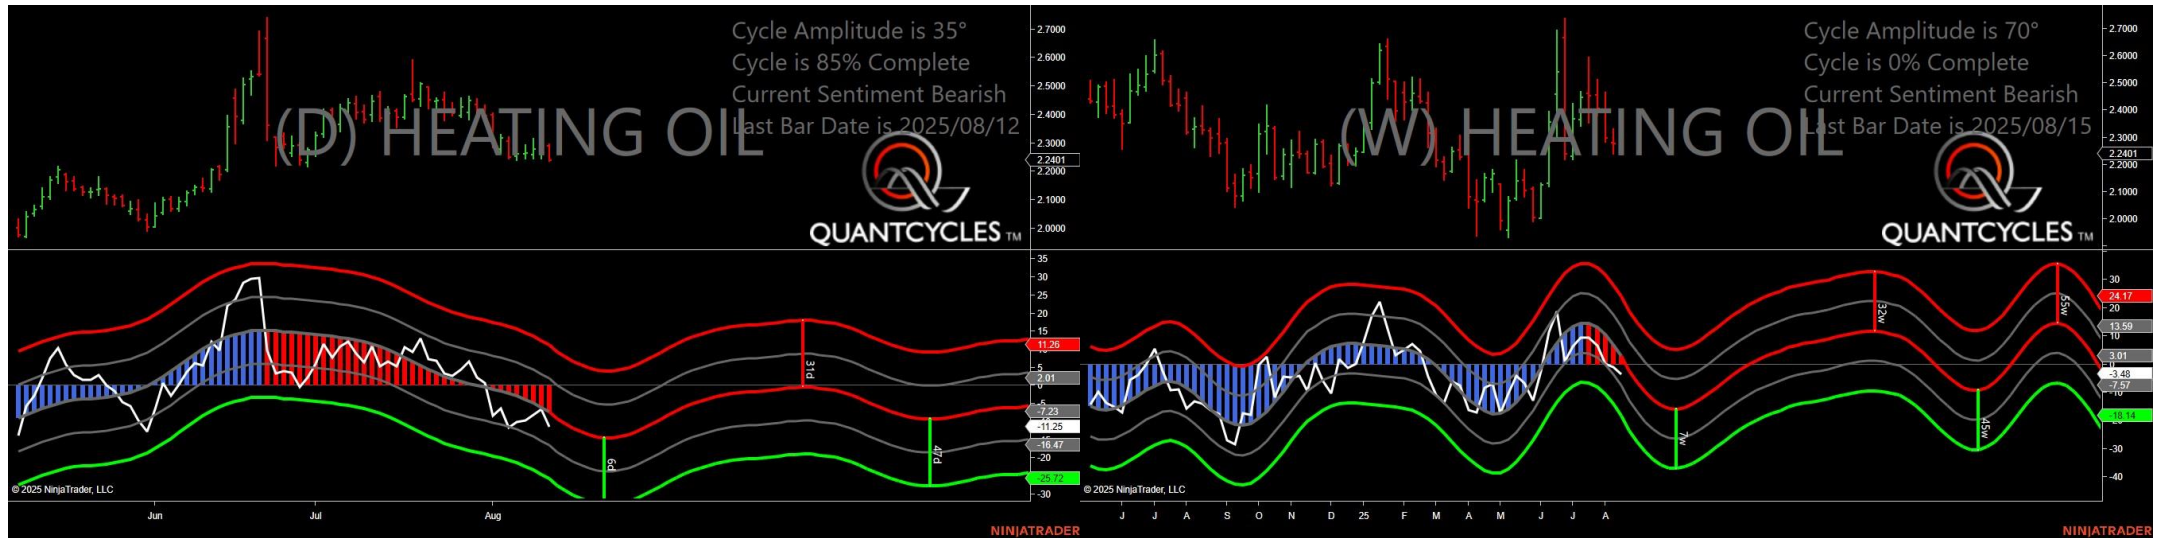 Cycle Amplitude is 35°
Cycle is 85% Complete
Current Sentiment Bearish
Last Bar Date is 2025/08/12
(D) HEATING OIL
QUANTCYCLES TM
2.7000
2.6000
2.5000
2.4000
2.3000
2.2401
2.2000
2.1000
2.0000
35
30
25
20
15
11.26
5
2.01
-5
-7.23
-11.25
-16.47
-20
-25.72
-30
31d
6d
47d
© 2025 NinjaTrader, LLC
Jun Jul Aug
NINJATRADER
Cycle Amplitude is 70°
Cycle is 0% Complete
Current Sentiment Bearish
Last Bar Date is 2025/08/15
(W) HEATING OIL
QUANTCYCLES TM
2.7000
2.6000
2.5000
2.4000
2.3000
2.2401
2.2000
2.1000
2.0000
30
24.17
13.59
3.01
-3.48
-7.57
-10
-18.14
-30
-40
32w
55w
7w
45w
© 2025 NinjaTrader, LLC
J J A S O N D 25 F M A M J J A
NINJATRADER